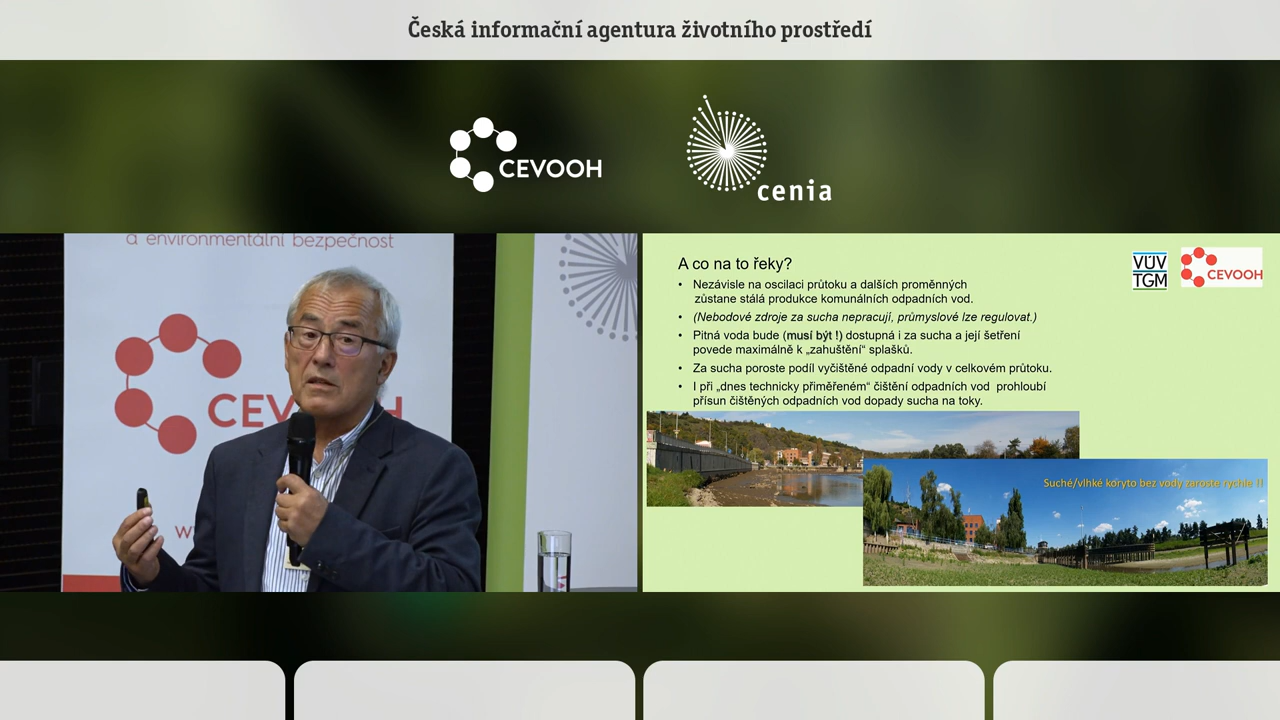 Česká informační agentura životního prostředí
CEVOOH
cenia
a environmentální bezpečnost
CEV H
A co na to řeky?
• Nezávisle na oscilaci průtoku a dalších proměnných
zůstane stálá produkce komunálních odpadních vod.
• (Nebodové zdroje za sucha nepracují, průmyslové lze regulovat.)
• Pitná voda bude (musí být !) dostupná i za sucha a její šetření
povede maximálně k „zahuštění“ splašků.
• Za sucha poroste podíl vyčištěné odpadní vody v celkovém průtoku.
• I při „dnes technicky přiměřeném“ čištění odpadních vod prohloubí
přísun čištěných odpadních vod dopady sucha na toky.
VÚV
TGM
CEVOOH
Suché/vlhké koryto bez vody zaroste rychle !!